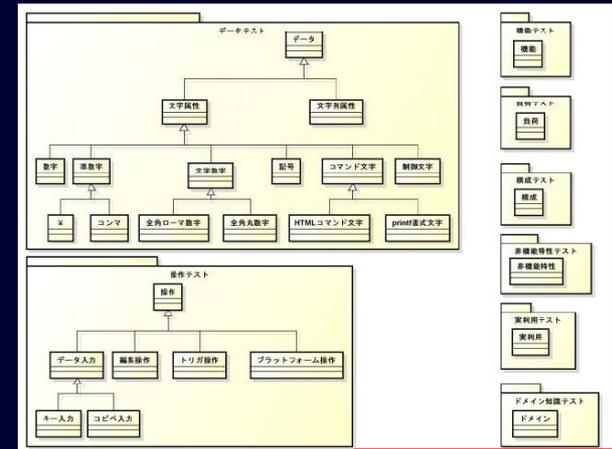 データテスト
データ
文字属性
文字列属性
数字
準数字
文字数字
記号
コマンド文字
制御文字
¥
コンマ
全角ローマ数字
全角丸数字
HTMLコマンド文字
printf書式文字
操作テスト
操作
データ入力
編集操作
トリガ操作
プラットフォーム操作
キー入力
コピペ入力
機能テスト
機能
負荷テスト
負荷
構成テスト
構成
非機能特性テスト
非機能特性
実利用テスト
実利用
ドメイン知識テスト
ドメイン